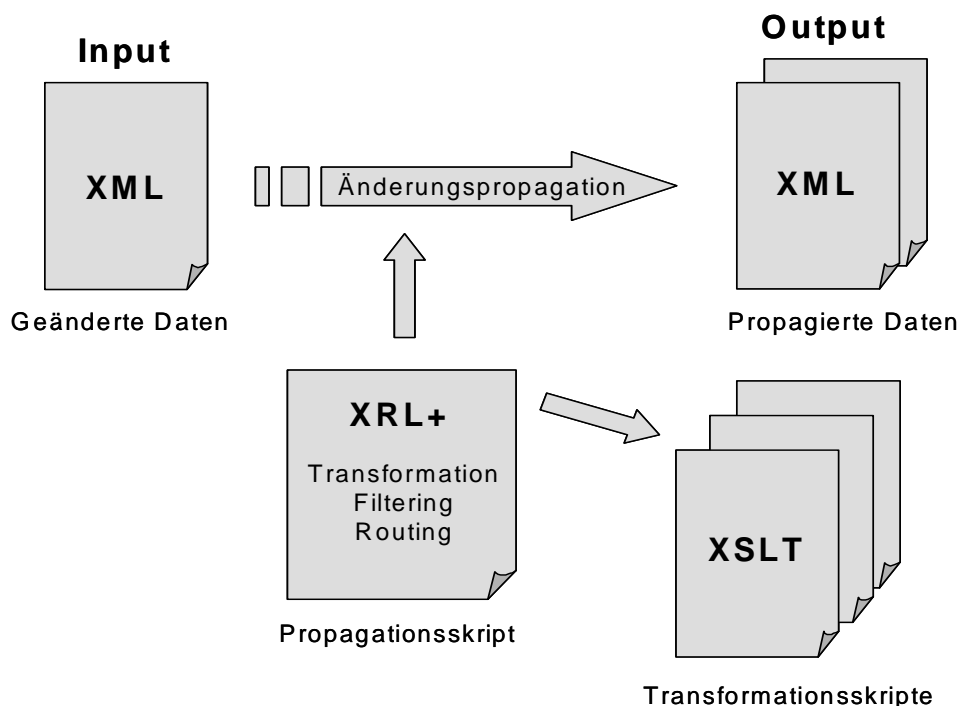 Input
Output
XML
Änderungspropagation
XML
Geänderte Daten
Propagierte Daten
XRL+
Transformation
Filtering
Routing
XSLT
Propagationsskript
Transformationsskripte